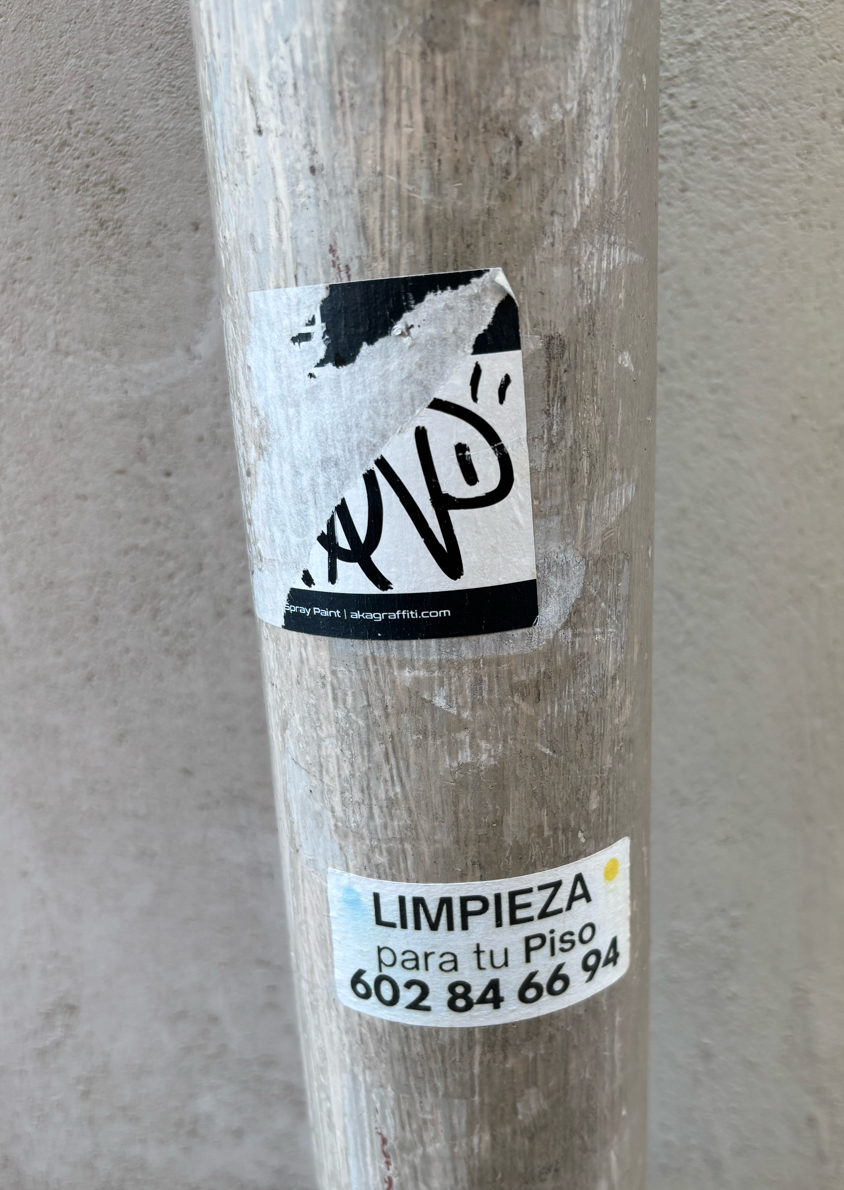 Spray Paint | akagraffiti.com
LIMPIEZA
para tu Piso
602 84 66 94